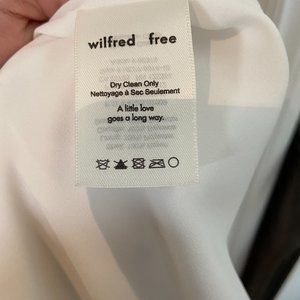 wilfred free
Dry Clean Only
Nettoyage à Sec Seulement
A little love
goes a long way.